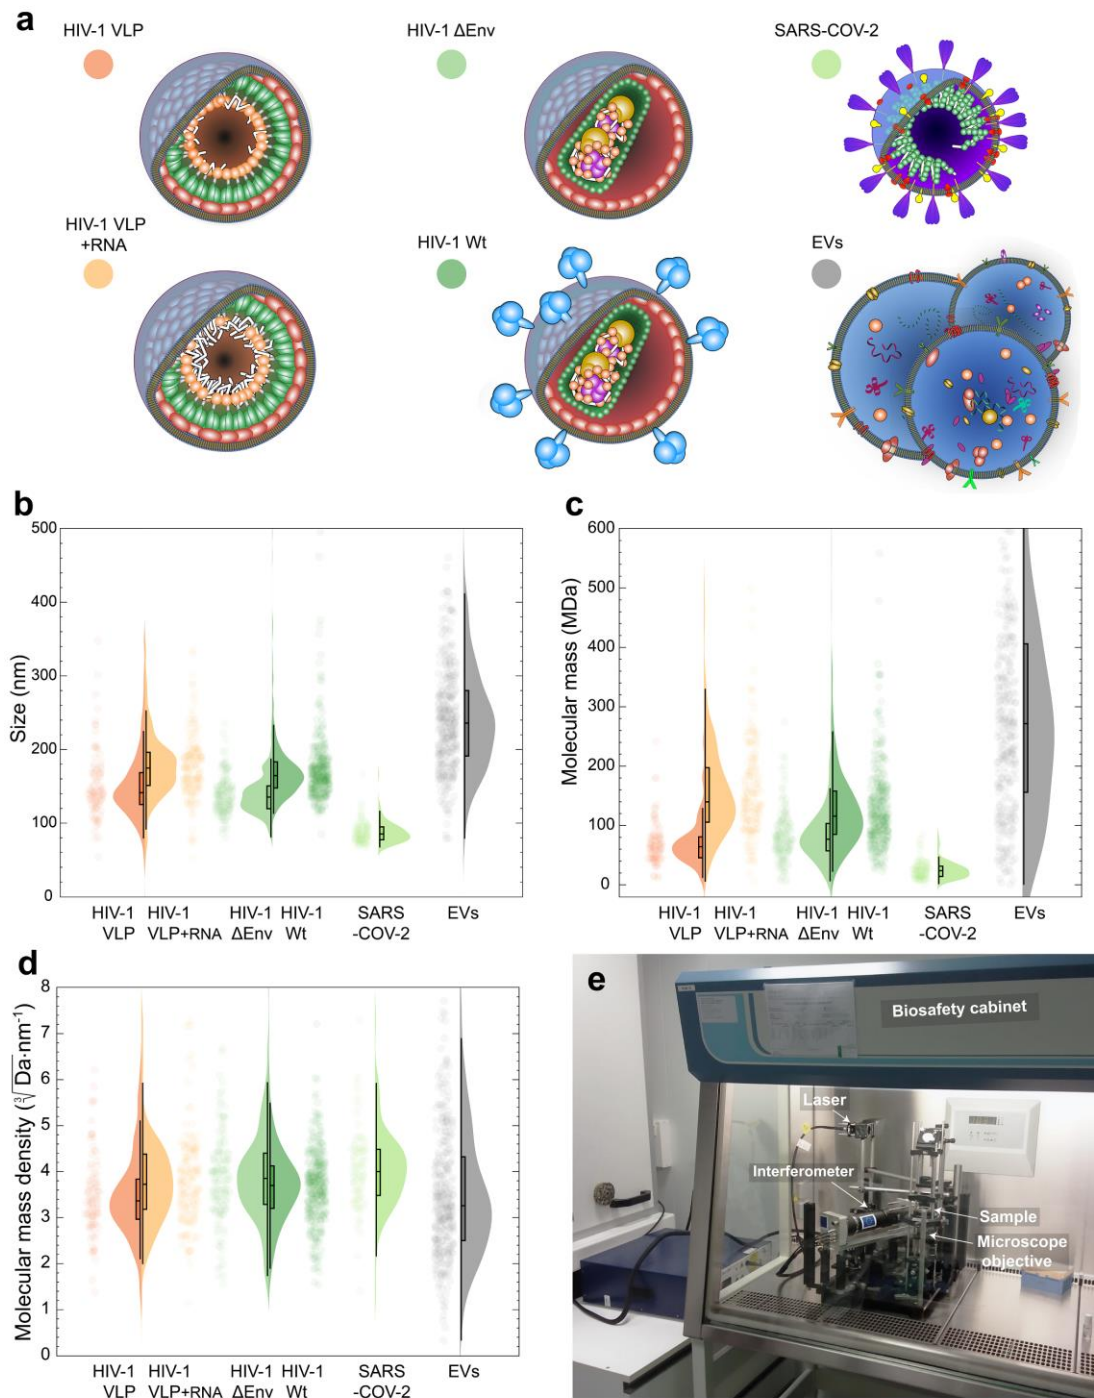 a
HIV-1 VLP
HIV-1 ΔEnv
SARS-COV-2
HIV-1 VLP
+RNA
HIV-1 Wt
EVs
b
Size (nm)
500
400
300
200
100
0
HIV-1
VLP
HIV-1
VLP+RNA
HIV-1
ΔEnv
HIV-1
Wt
SARS
-COV-2
EVs
c
Molecular mass (MDa)
600
500
400
300
200
100
0
HIV-1
VLP
HIV-1
VLP+RNA
HIV-1
ΔEnv
HIV-1
Wt
SARS
-COV-2
EVs
d
Molecular mass density (∛Da·nm⁻¹)
8
7
6
5
4
3
2
1
0
HIV-1
VLP
HIV-1
VLP+RNA
HIV-1
ΔEnv
HIV-1
Wt
SARS
-COV-2
EVs
e
Biosafety cabinet
Laser
Interferometer
Sample
Microscope
objective